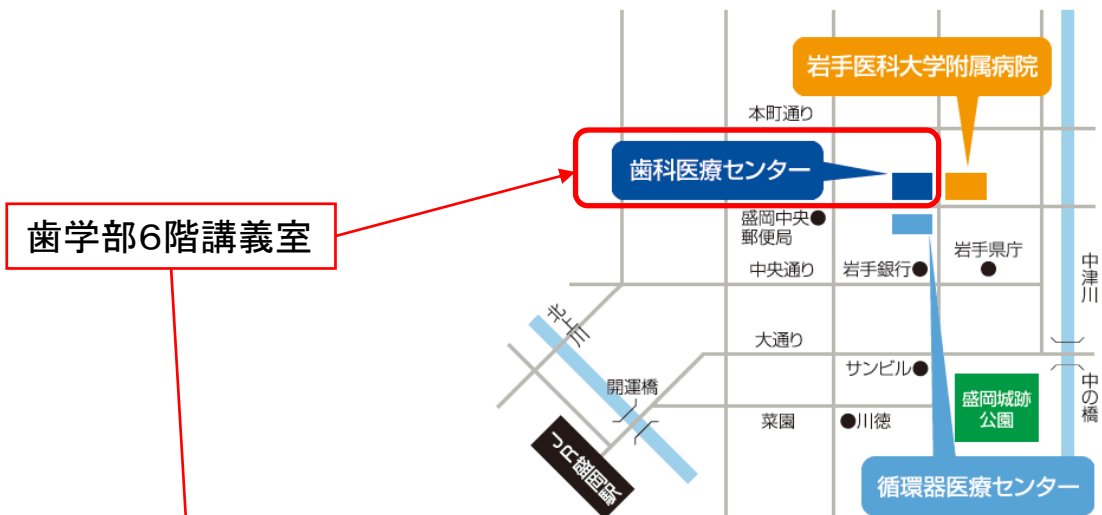 岩手医科大学附属病院
本町通り
歯科医療センター
歯学部6階講義室
盛岡中央
郵便局
岩手県庁
中央通り
岩手銀行
中津川
北上川
大通り
サンビル
開運橋
盛岡城跡
公園
中の橋
菜園
川徳
JR盛岡駅
循環器医療センター